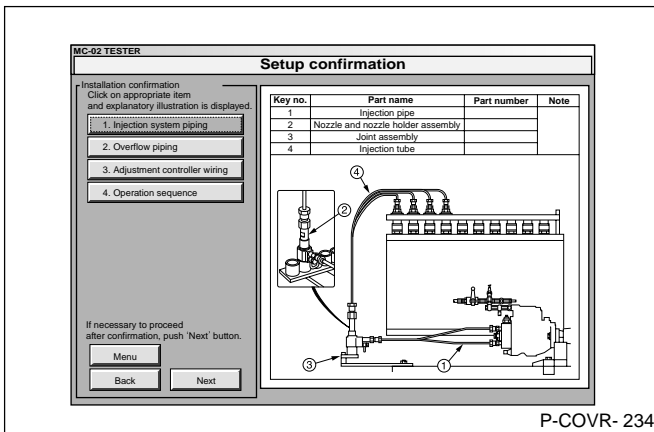 MC-02 TESTER
Setup confirmation
Installation confirmation
Click on appropriate item
and explanatory illustration is displayed.
1. Injection system piping
2. Overflow piping
3. Adjustment controller wiring
4. Operation sequence
If necessary to proceed
after confirmation, push 'Next' button.
Menu
Back Next
Key no. Part name Part number Note
1 Injection pipe
2 Nozzle and nozzle holder assembly
3 Joint assembly
4 Injection tube
4
2
3
1
P-COVR- 234